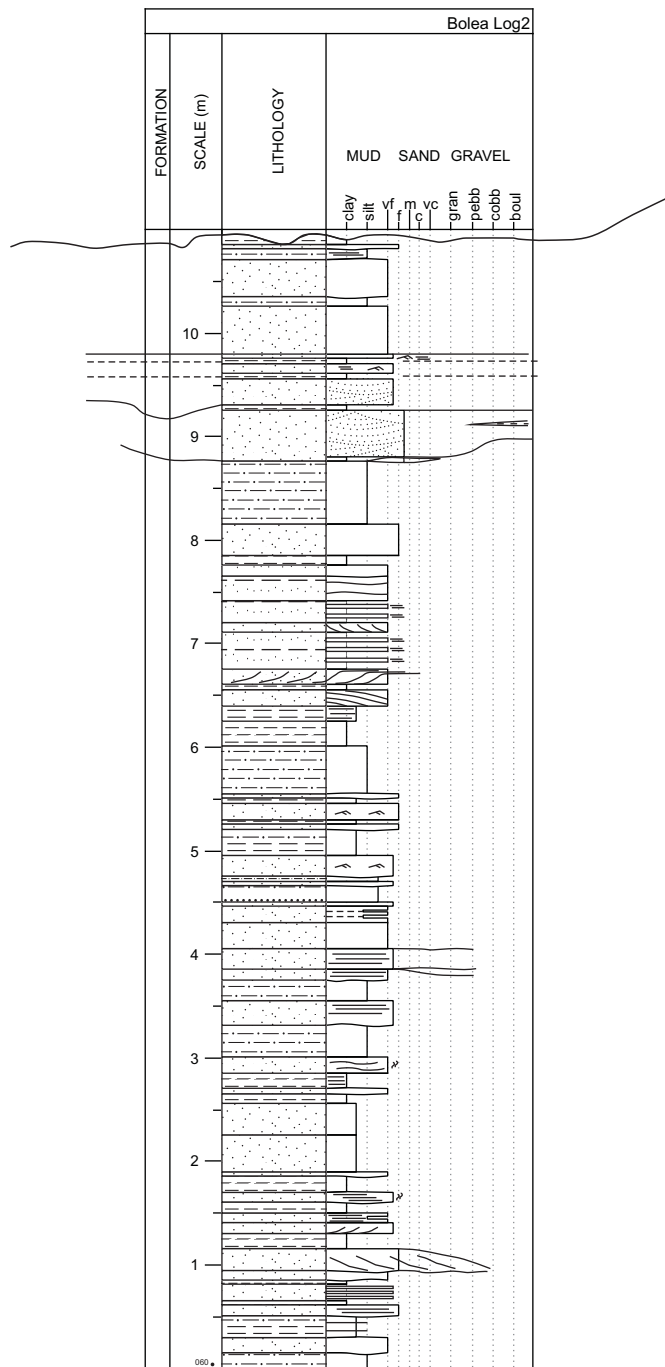 Bolea Log2
FORMATION
SCALE (m)
LITHOLOGY
MUD SAND GRAVEL
clay
silt
vf
f
m
c
vc
gran
pebb
cobb
boul
10
9
8
7
6
5
4
3
2
1
060